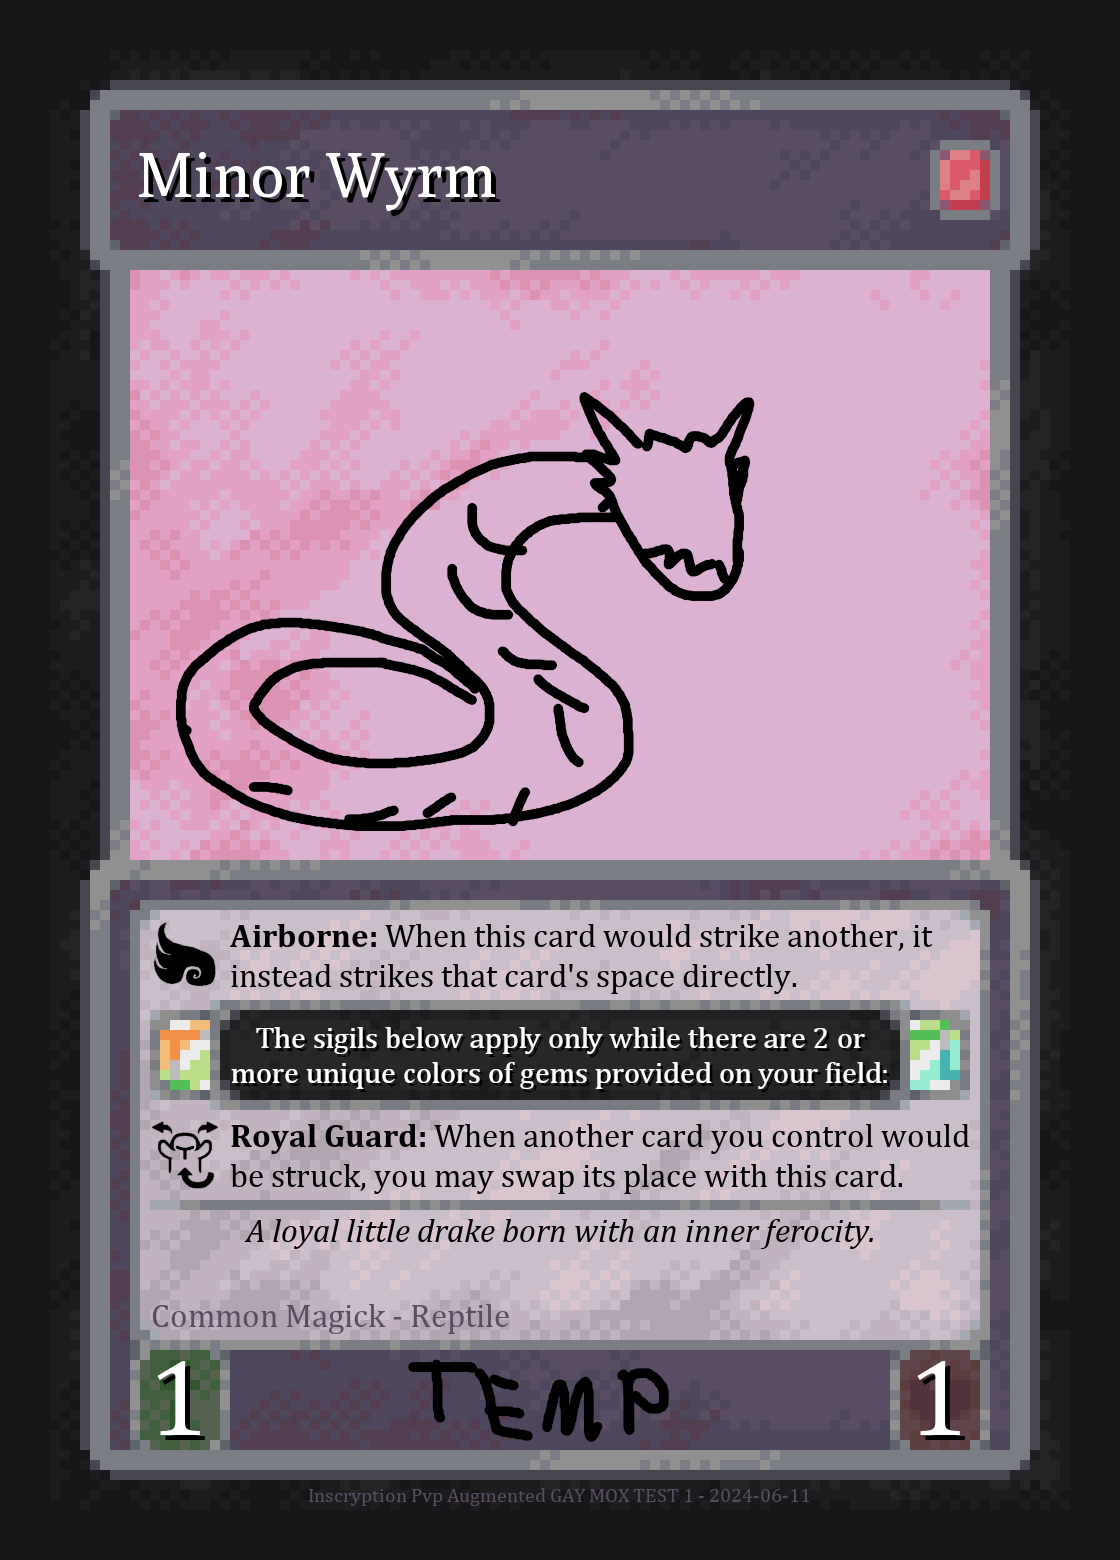 Minor Wyrm
Airborne: When this card would strike another, it
instead strikes that card's space directly.
The sigils below apply only while there are 2 or
more unique colors of gems provided on your field:
Royal Guard: When another card you control would
be struck, you may swap its place with this card.
A loyal little drake born with an inner ferocity.
Common Magick - Reptile
1 TEMP 1
Inscryption Pvp Augmented GAY MOX TEST 1 - 2024-06-11